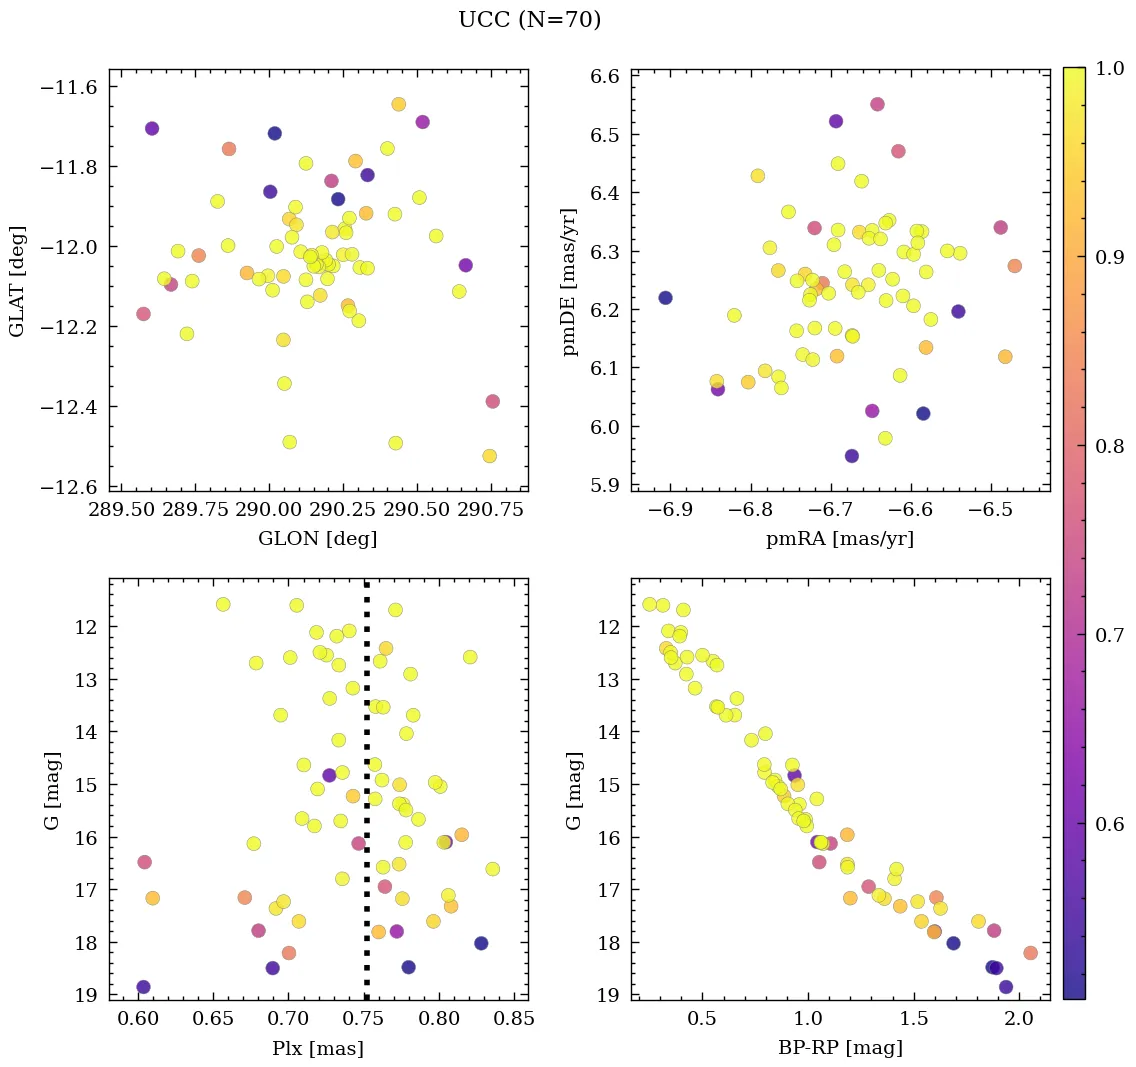 UCC (N=70)
−11.6
−11.8
−12.0
−12.2
−12.4
−12.6
GLAT [deg]
289.50 289.75 290.00 290.25 290.50 290.75
GLON [deg]
6.6
6.5
6.4
6.3
6.2
6.1
6.0
5.9
pmDE [mas/yr]
−6.9 −6.8 −6.7 −6.6 −6.5
pmRA [mas/yr]
12
13
14
15
16
17
18
19
G [mag]
0.60 0.65 0.70 0.75 0.80 0.85
Plx [mas]
12
13
14
15
16
17
18
19
G [mag]
0.5 1.0 1.5 2.0
BP-RP [mag]
1.0
0.9
0.8
0.7
0.6